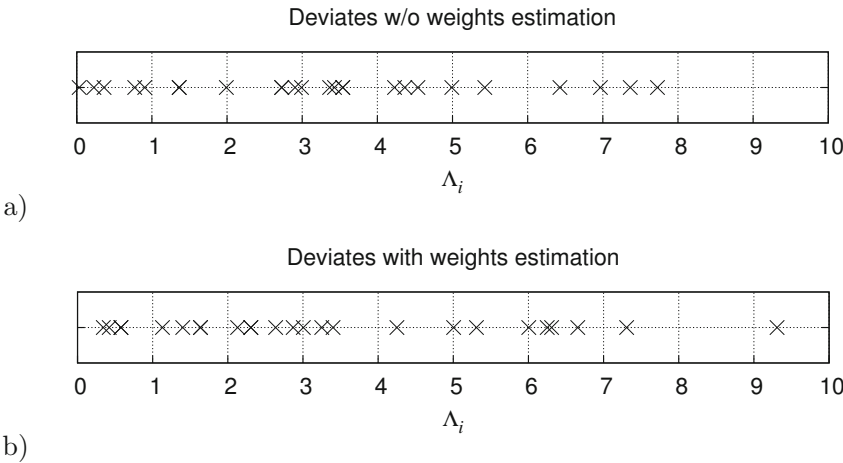 Deviates w/o weights estimation
0 1 2 3 4 5 6 7 8 9 10
Λi
a)
Deviates with weights estimation
0 1 2 3 4 5 6 7 8 9 10
Λi
b)